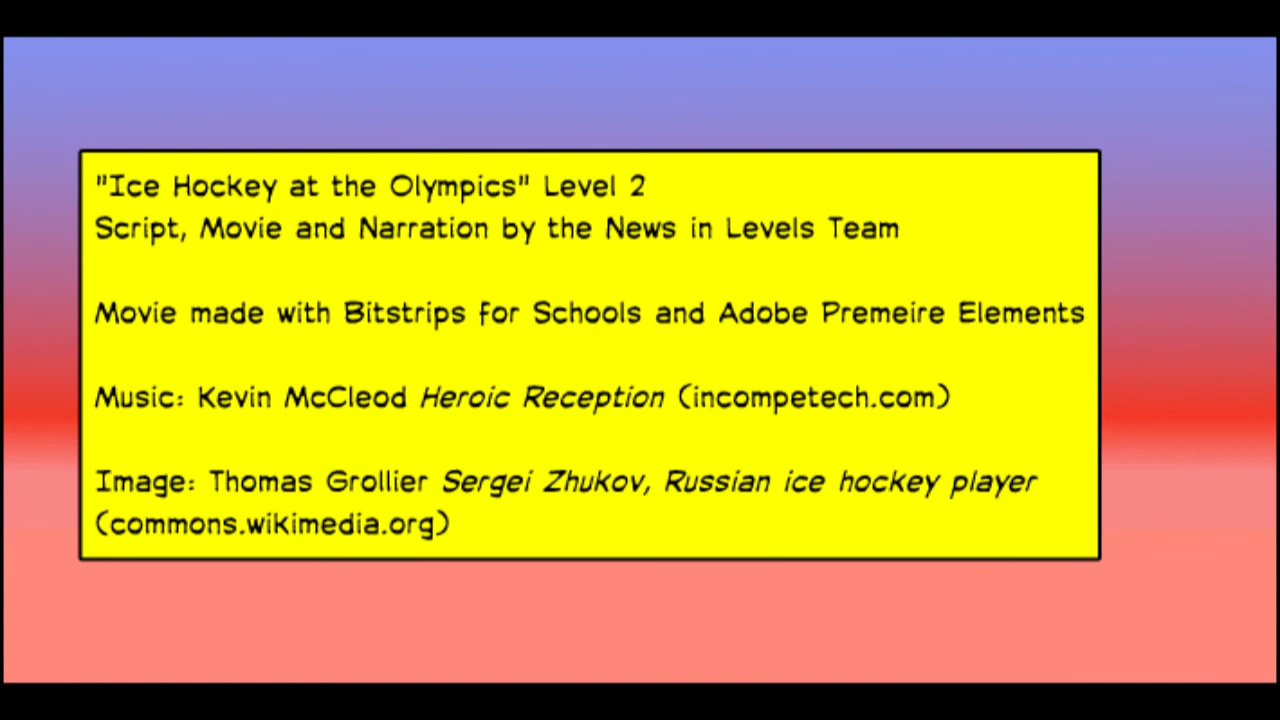 "Ice Hockey at the Olympics" Level 2
Script, Movie and Narration by the News in Levels Team
Movie made with Bitstrips for Schools and Adobe Premeire Elements
Music: Kevin McCleod Heroic Reception (incompetech.com)
Image: Thomas Grollier Sergei Zhukov, Russian ice hockey player
(commons.wikimedia.org)